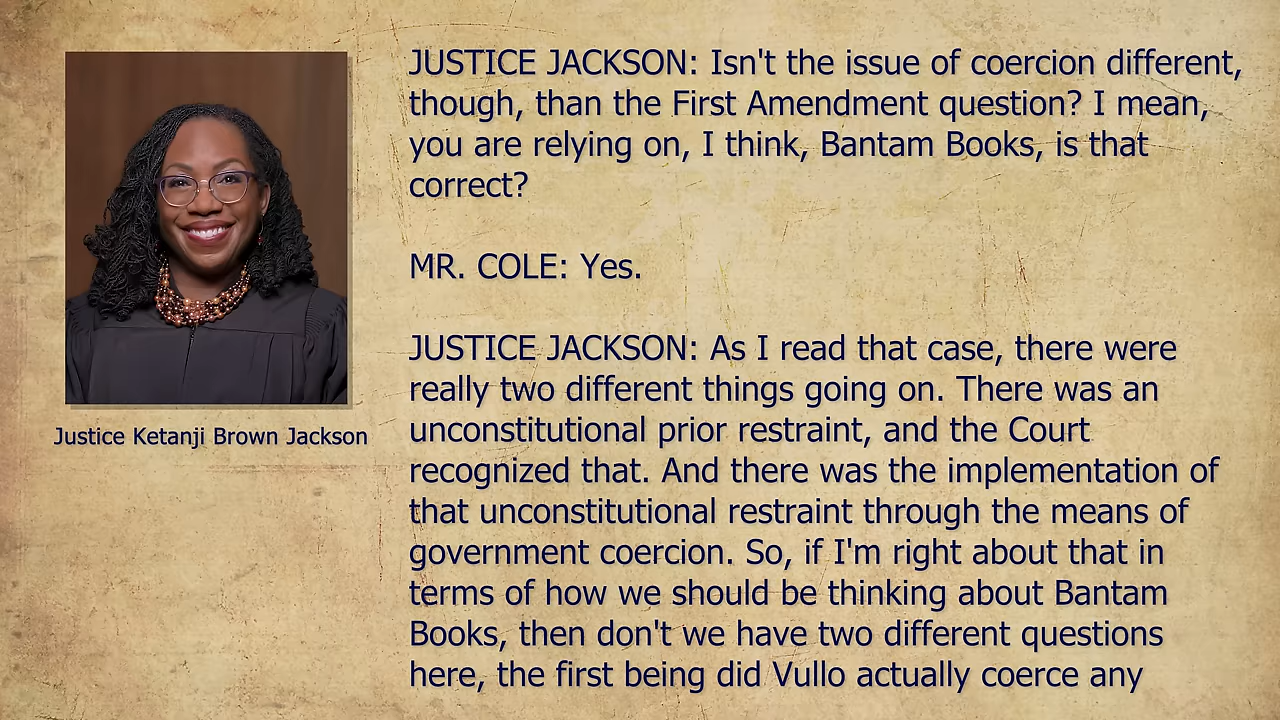 JUSTICE JACKSON: Isn't the issue of coercion different,
though, than the First Amendment question? I mean,
you are relying on, I think, Bantam Books, is that
correct?
MR. COLE: Yes.
JUSTICE JACKSON: As I read that case, there were
really two different things going on. There was an
unconstitutional prior restraint, and the Court
recognized that. And there was the implementation of
that unconstitutional restraint through the means of
government coercion. So, if I'm right about that in
terms of how we should be thinking about Bantam
Books, then don't we have two different questions
here, the first being did Vullo actually coerce any
Justice Ketanji Brown Jackson